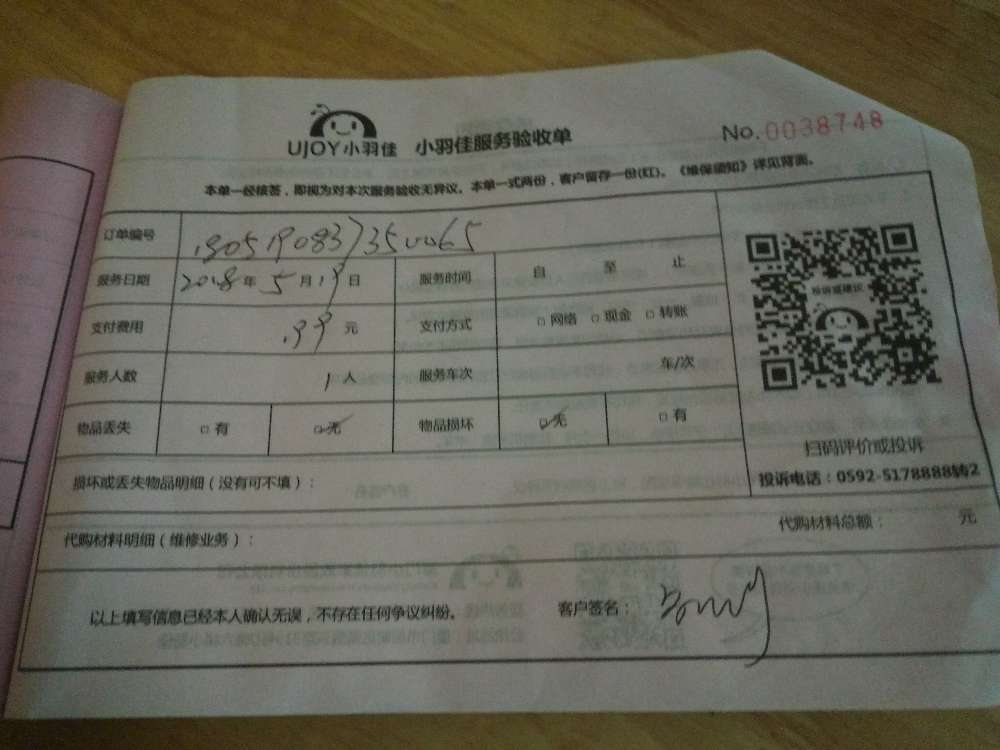 UJOY小羽佳 小羽佳服务验收单 No.0038748
本单一经核签，即视为对本次服务验收无异议。本单一式两份，客户留存一份(红)。《维保须知》详见背面。
订单编号
服务日期 2018年5月19日 服务时间 自 至 止
支付费用 99元 支付方式 □网络 □现金 □转账
服务人数 1人 服务车次 车/次
物品丢失 □有 □无 物品损坏 □无 □有
投诉或建议
扫码评价或投诉
投诉电话：0592-5178888转2
损坏或丢失物品明细（没有可不填）：
代购材料明细（维修业务）： 代购材料总额： 元
以上填写信息已经本人确认无误，不存在任何争议纠纷。 客户签名：